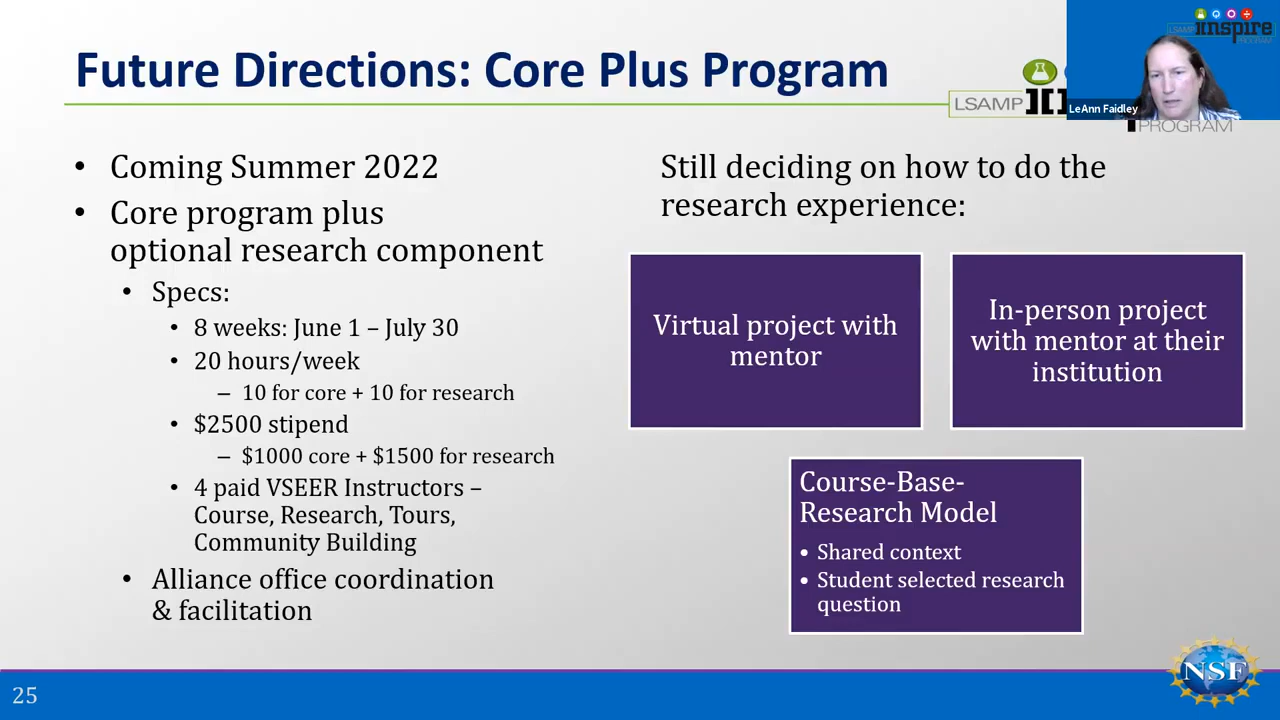 Future Directions: Core Plus Program
LSAMP
PROGRAM
LSAMP
inspire
PROGRAM
LeAnn Faidley
• Coming Summer 2022
• Core program plus
optional research component
• Specs:
• 8 weeks: June 1 – July 30
• 20 hours/week
– 10 for core + 10 for research
• $2500 stipend
– $1000 core + $1500 for research
• 4 paid VSEER Instructors –
Course, Research, Tours,
Community Building
• Alliance office coordination
& facilitation
Still deciding on how to do the
research experience:
Virtual project with
mentor
In-person project
with mentor at their
institution
Course-Base-
Research Model
• Shared context
• Student selected research
question
25
NSF